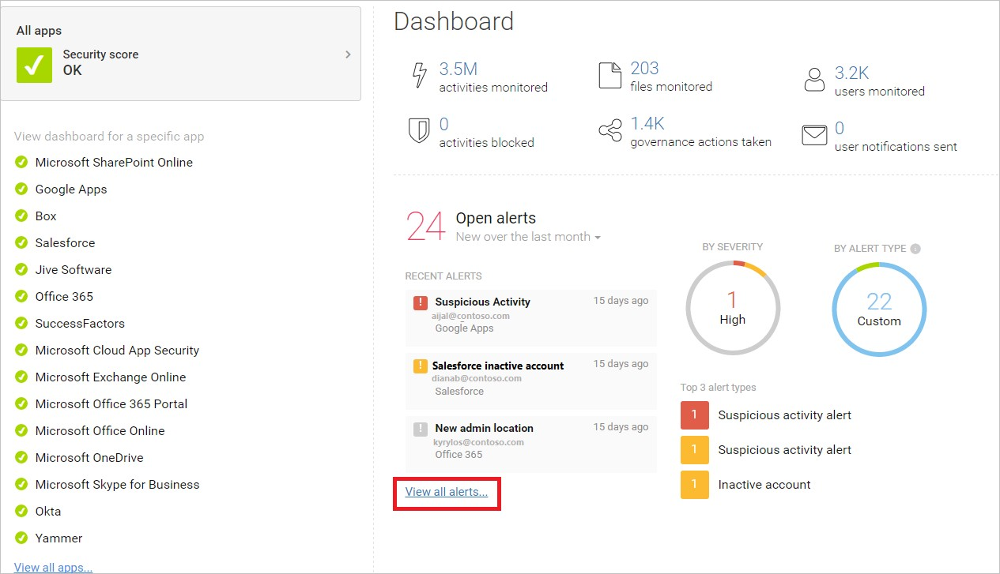 All apps
Security score
OK
View dashboard for a specific app
Microsoft SharePoint Online
Google Apps
Box
Salesforce
Jive Software
Office 365
SuccessFactors
Microsoft Cloud App Security
Microsoft Exchange Online
Microsoft Office 365 Portal
Microsoft Office Online
Microsoft OneDrive
Microsoft Skype for Business
Okta
Yammer
View all apps...
Dashboard
3.5M
activities monitored
203
files monitored
3.2K
users monitored
0
activities blocked
1.4K
governance actions taken
0
user notifications sent
24
Open alerts
New over the last month
RECENT ALERTS
! Suspicious Activity 15 days ago
aijal@contoso.com
Google Apps
! Salesforce inactive account 15 days ago
dianab@contoso.com
Salesforce
! New admin location 15 days ago
kyrylos@contoso.com
Office 365
View all alerts...
BY SEVERITY
1
High
BY ALERT TYPE i
22
Custom
Top 3 alert types
1 Suspicious activity alert
1 Suspicious activity alert
1 Inactive account